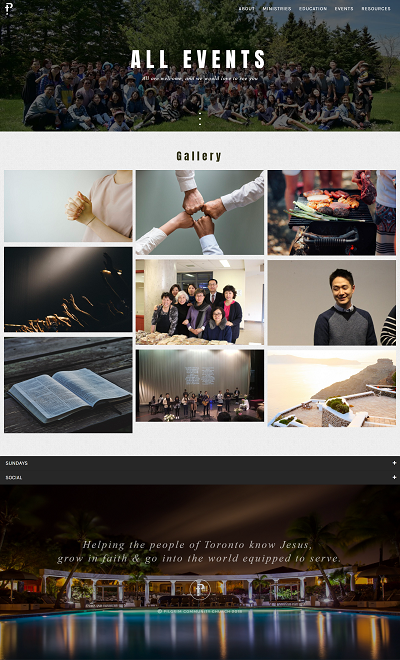 ABOUT MINISTRIES EDUCATION EVENTS RESOURCES
ALL EVENTS
All are welcome, and we would love to see you
Gallery
SUNDAYS +
SOCIAL +
Helping the people of Toronto know Jesus,
grow in faith & go into the world equipped to serve.